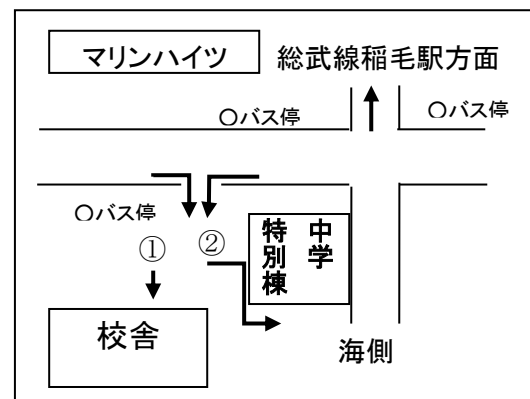 マリンハイツ
総武線稲毛駅方面
○バス停
○バス停
○バス停
①
②
中学
特別棟
校舎
海側